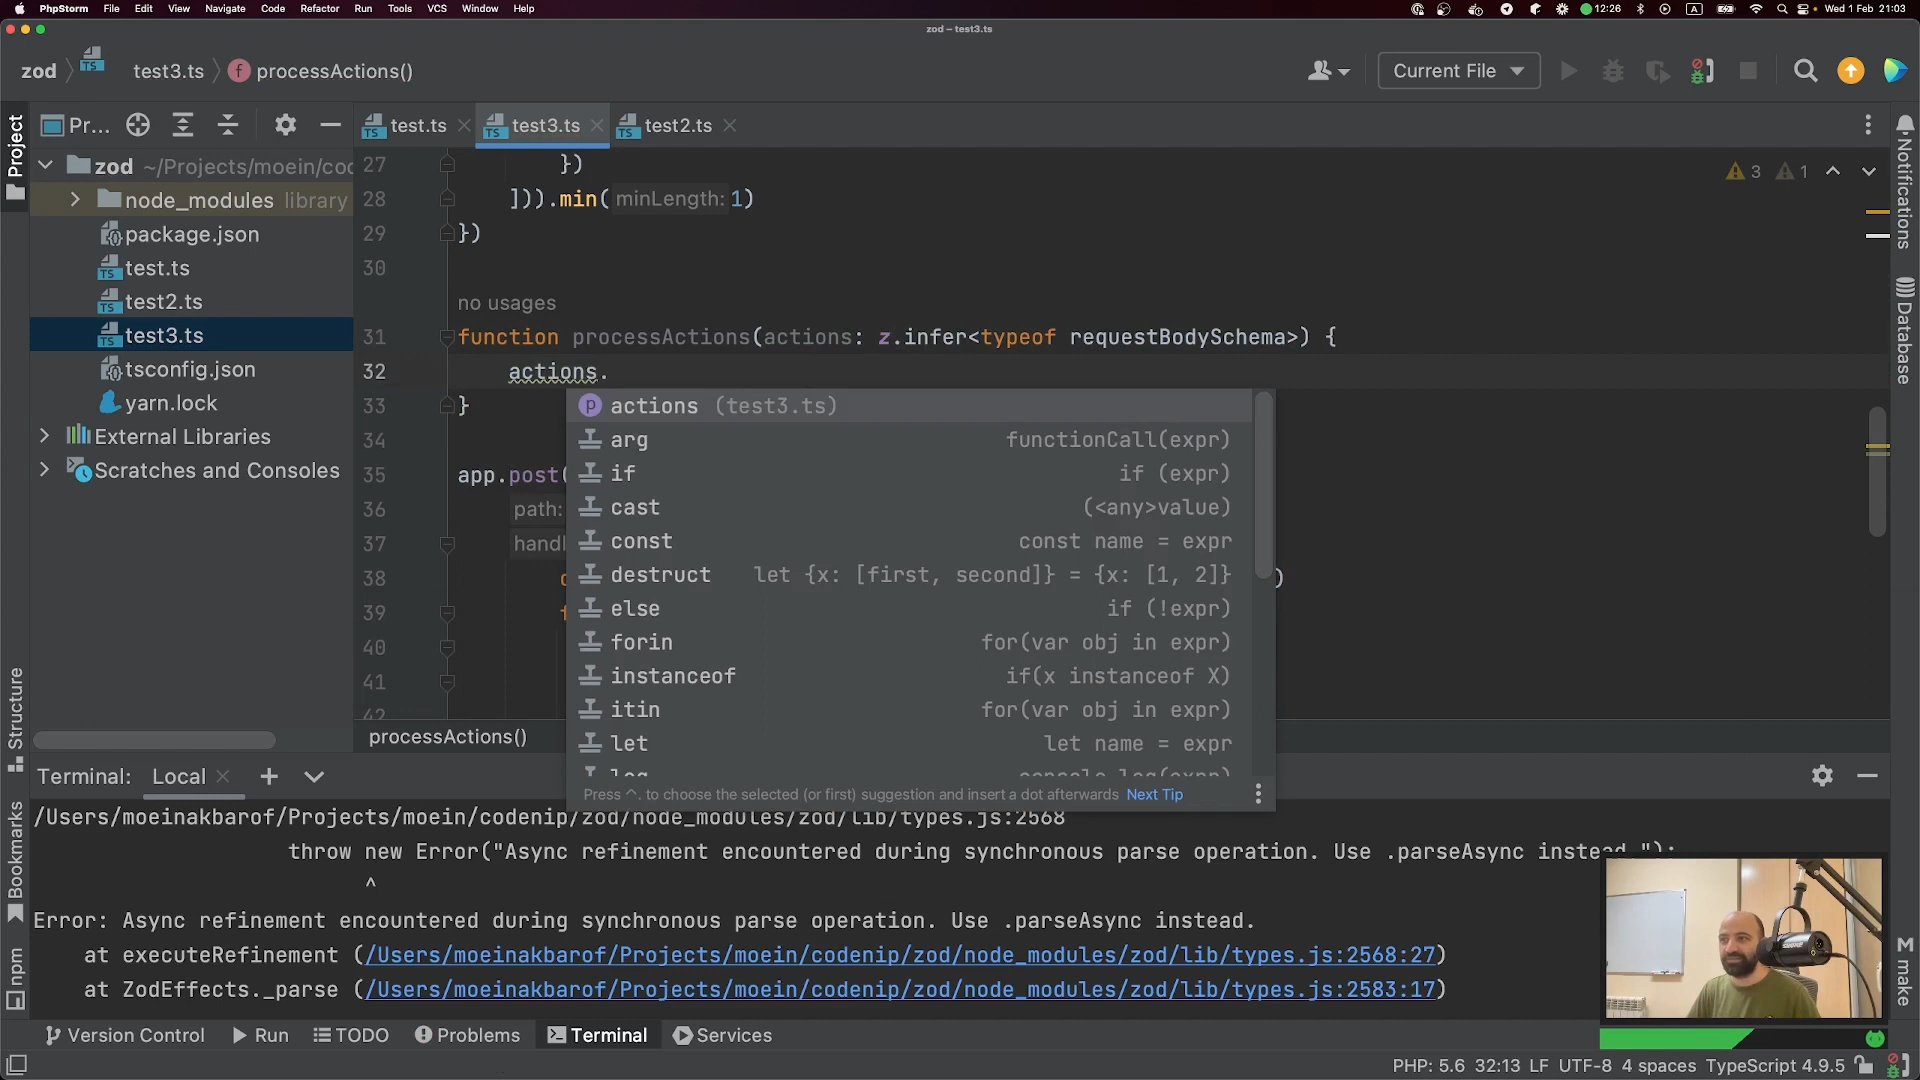 PhpStorm File Edit View Navigate Code Refactor Run Tools VCS Window Help 12:26 A Wed 1 Feb 21:03
zod – test3.ts
zod test3.ts f processActions() Current File
Project
Pr... test.ts test3.ts test2.ts
zod ~/Projects/moein/coc
node_modules library
package.json
test.ts
test2.ts
test3.ts
tsconfig.json
yarn.lock
External Libraries
Scratches and Consoles
3 1
27 })
28 ])).min( minLength: 1)
29 })
30
no usages
31 function processActions(actions: z.infer<typeof requestBodySchema>) {
32 actions.
33 }
34
35 app.post(
36 path:
37 handl
38 )
39
40
41
42
p actions (test3.ts)
arg functionCall(expr)
if if (expr)
cast (<any>value)
const const name = expr
destruct let {x: [first, second]} = {x: [1, 2]}
else if (!expr)
forin for(var obj in expr)
instanceof if(x instanceof X)
itin for(var obj in expr)
let let name = expr
log console.log(expr)
Press ^. to choose the selected (or first) suggestion and insert a dot afterwards Next Tip
processActions()
Notifications
Database
make
Structure
Bookmarks
npm
Terminal: Local
/Users/moeinakbarof/Projects/moein/codenip/zod/node_modules/zod/lib/types.js:2568
throw new Error("Async refinement encountered during synchronous parse operation. Use .parseAsync instead.");
^
Error: Async refinement encountered during synchronous parse operation. Use .parseAsync instead.
at executeRefinement (/Users/moeinakbarof/Projects/moein/codenip/zod/node_modules/zod/lib/types.js:2568:27)
at ZodEffects._parse (/Users/moeinakbarof/Projects/moein/codenip/zod/node_modules/zod/lib/types.js:2583:17)
Version Control Run TODO Problems Terminal Services
PHP: 5.6 32:13 LF UTF-8 4 spaces TypeScript 4.9.5